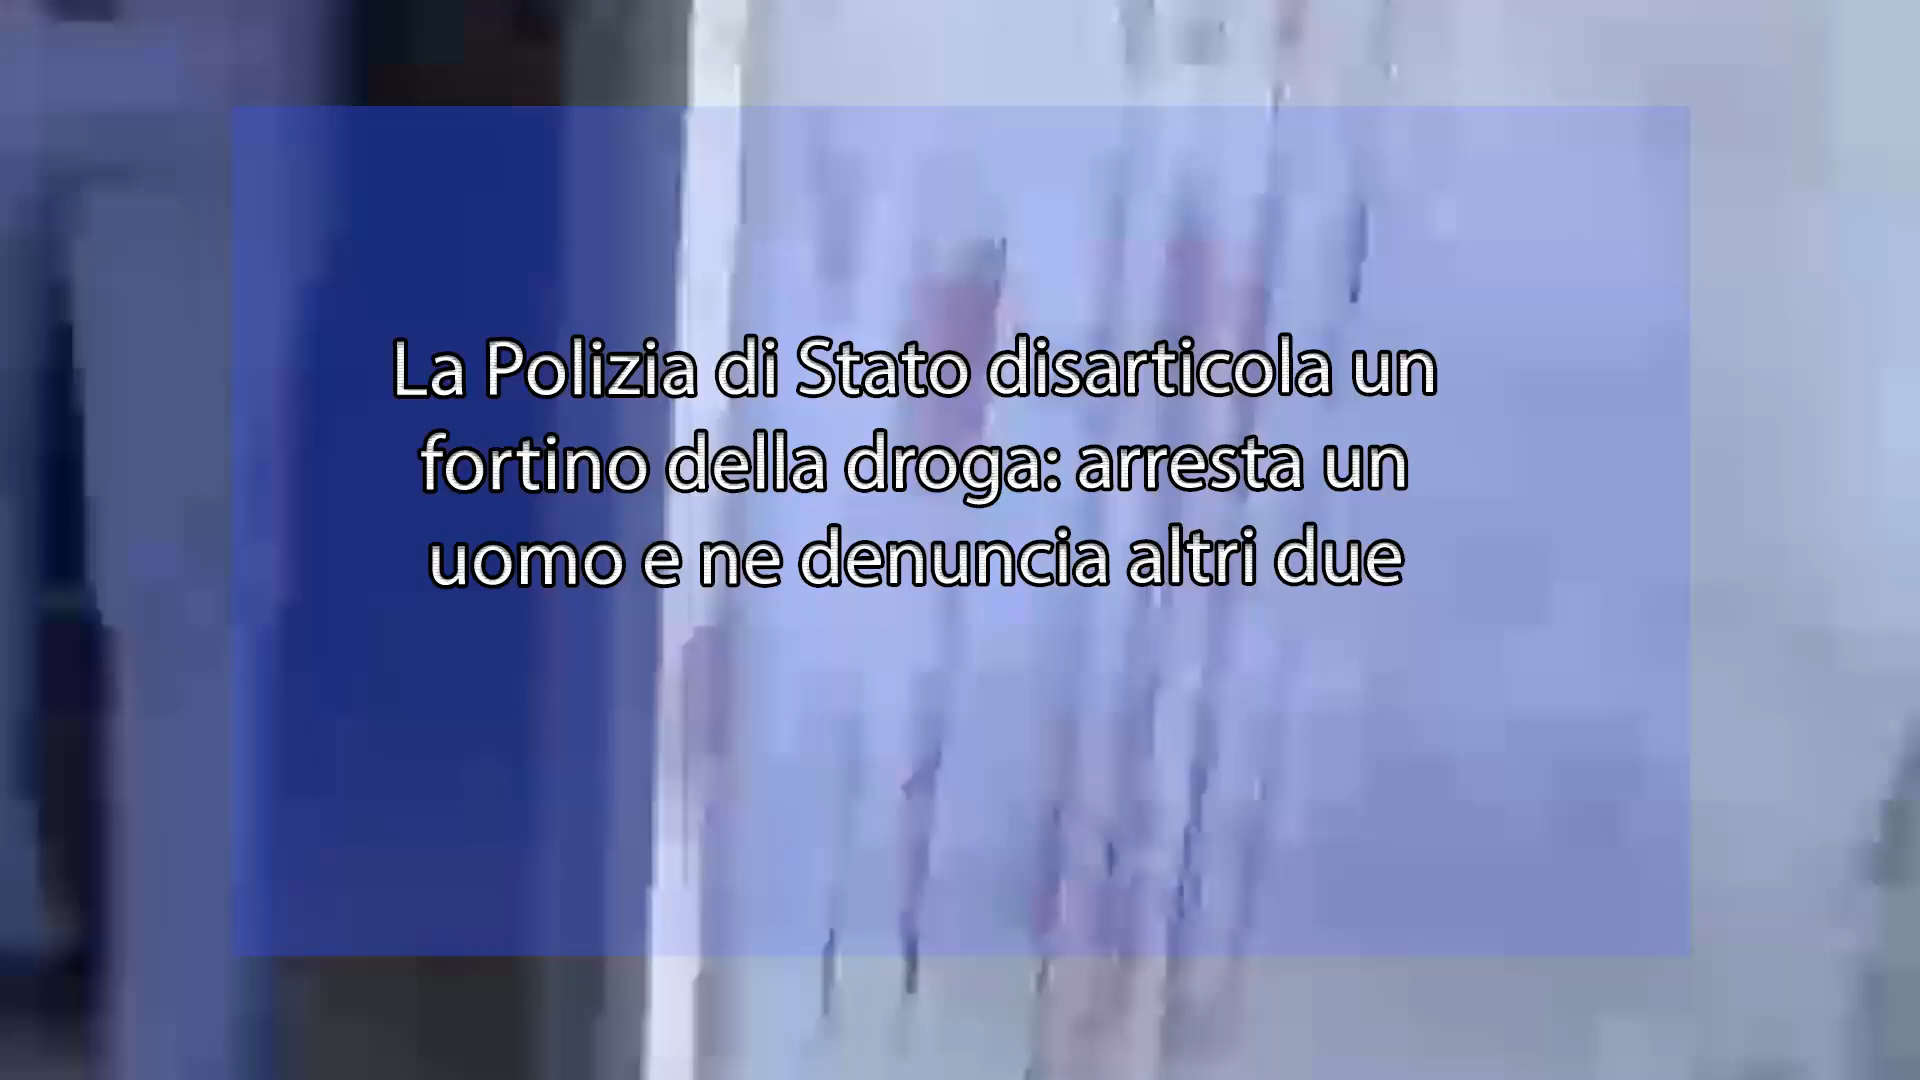 La Polizia di Stato disarticola un
fortino della droga: arresta un
uomo e ne denuncia altri due